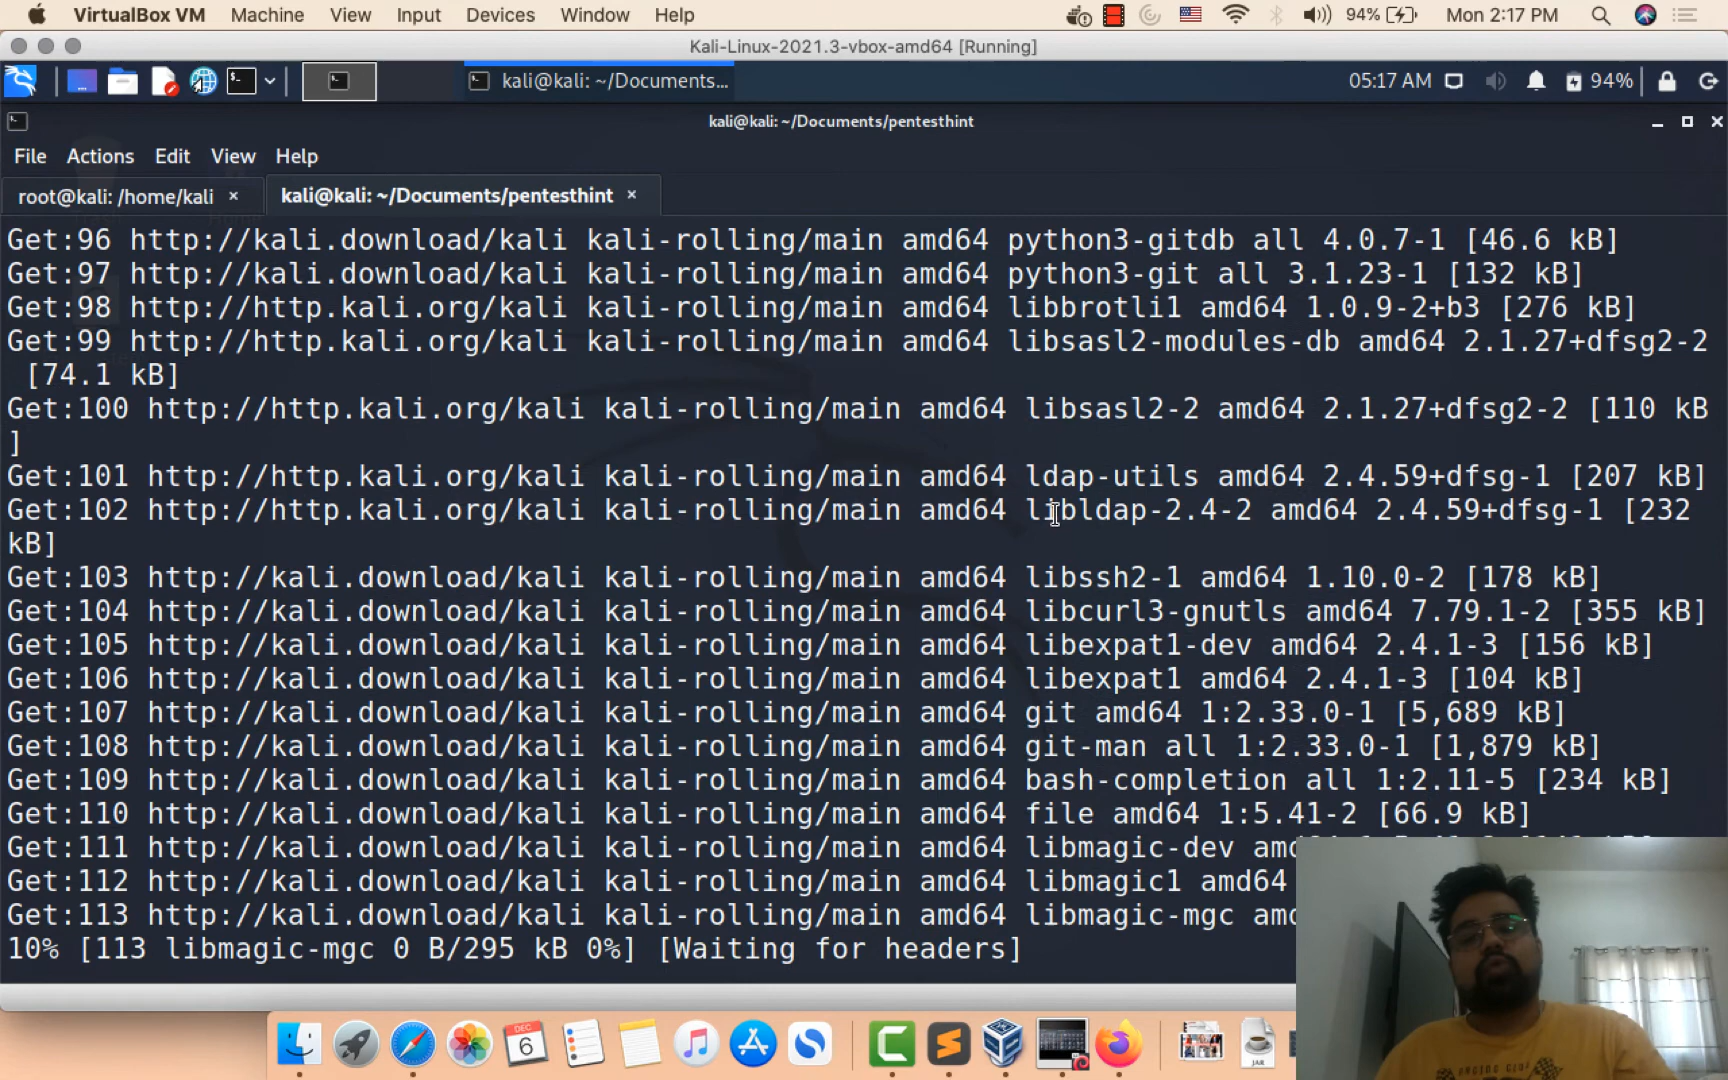 VirtualBox VM Machine View Input Devices Window Help 94% Mon 2:17 PM
Kali-Linux-2021.3-vbox-amd64 [Running]
kali@kali: ~/Documents... 05:17 AM 94%
kali@kali: ~/Documents/pentesthint
File Actions Edit View Help
root@kali: /home/kali × kali@kali: ~/Documents/pentesthint ×
Get:96 http://kali.download/kali kali-rolling/main amd64 python3-gitdb all 4.0.7-1 [46.6 kB]
Get:97 http://kali.download/kali kali-rolling/main amd64 python3-git all 3.1.23-1 [132 kB]
Get:98 http://http.kali.org/kali kali-rolling/main amd64 libbrotli1 amd64 1.0.9-2+b3 [276 kB]
Get:99 http://http.kali.org/kali kali-rolling/main amd64 libsasl2-modules-db amd64 2.1.27+dfsg2-2
[74.1 kB]
Get:100 http://http.kali.org/kali kali-rolling/main amd64 libsasl2-2 amd64 2.1.27+dfsg2-2 [110 kB
]
Get:101 http://http.kali.org/kali kali-rolling/main amd64 ldap-utils amd64 2.4.59+dfsg-1 [207 kB]
Get:102 http://http.kali.org/kali kali-rolling/main amd64 libldap-2.4-2 amd64 2.4.59+dfsg-1 [232
kB]
Get:103 http://kali.download/kali kali-rolling/main amd64 libssh2-1 amd64 1.10.0-2 [178 kB]
Get:104 http://kali.download/kali kali-rolling/main amd64 libcurl3-gnutls amd64 7.79.1-2 [355 kB]
Get:105 http://kali.download/kali kali-rolling/main amd64 libexpat1-dev amd64 2.4.1-3 [156 kB]
Get:106 http://kali.download/kali kali-rolling/main amd64 libexpat1 amd64 2.4.1-3 [104 kB]
Get:107 http://kali.download/kali kali-rolling/main amd64 git amd64 1:2.33.0-1 [5,689 kB]
Get:108 http://kali.download/kali kali-rolling/main amd64 git-man all 1:2.33.0-1 [1,879 kB]
Get:109 http://kali.download/kali kali-rolling/main amd64 bash-completion all 1:2.11-5 [234 kB]
Get:110 http://kali.download/kali kali-rolling/main amd64 file amd64 1:5.41-2 [66.9 kB]
Get:111 http://kali.download/kali kali-rolling/main amd64 libmagic-dev
Get:112 http://kali.download/kali kali-rolling/main amd64 libmagic1 amd64
Get:113 http://kali.download/kali kali-rolling/main amd64 libmagic-mgc
10% [113 libmagic-mgc 0 B/295 kB 0%] [Waiting for headers]
DEC
6
JAR